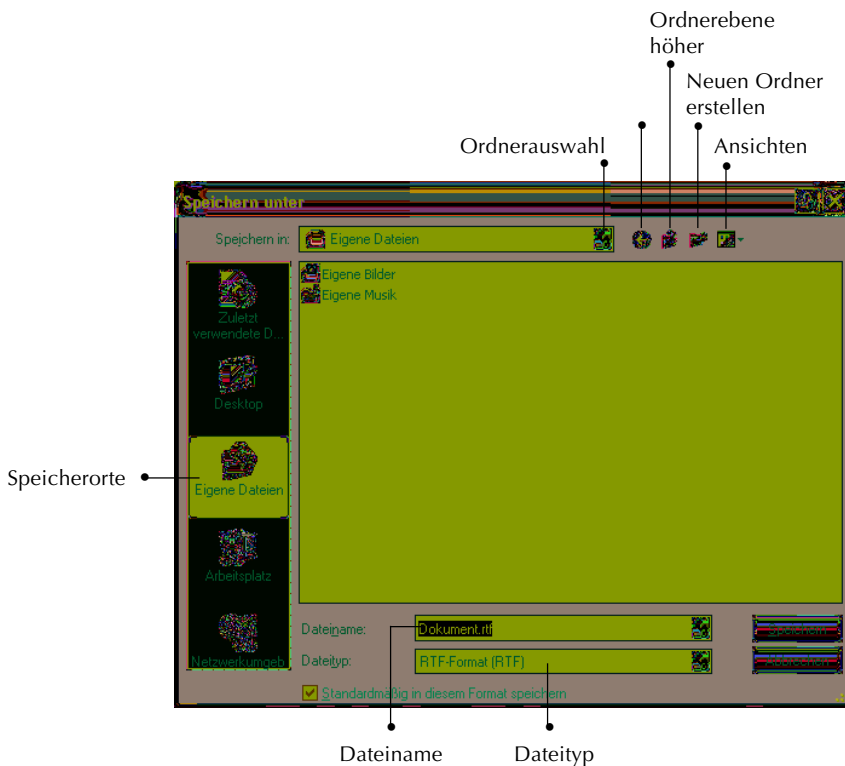 Ordnerebene
höher
Neuen Ordner
erstellen
Ordnerauswahl
Ansichten
Speichern unter
Speichern in:
Eigene Dateien
Eigene Bilder
Eigene Musik
Zuletzt
verwendete D...
Desktop
Speicherorte
Eigene Dateien
Arbeitsplatz
Netzwerkumgeb
Dateiname:
Dokument.rtf
Speichern
Dateityp:
RTF-Format (RTF)
Abbrechen
Standardmäßig in diesem Format speichern
Dateiname
Dateityp